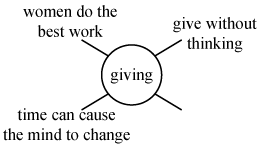 women do the
best work
give without
thinking
giving
time can cause
the mind to change